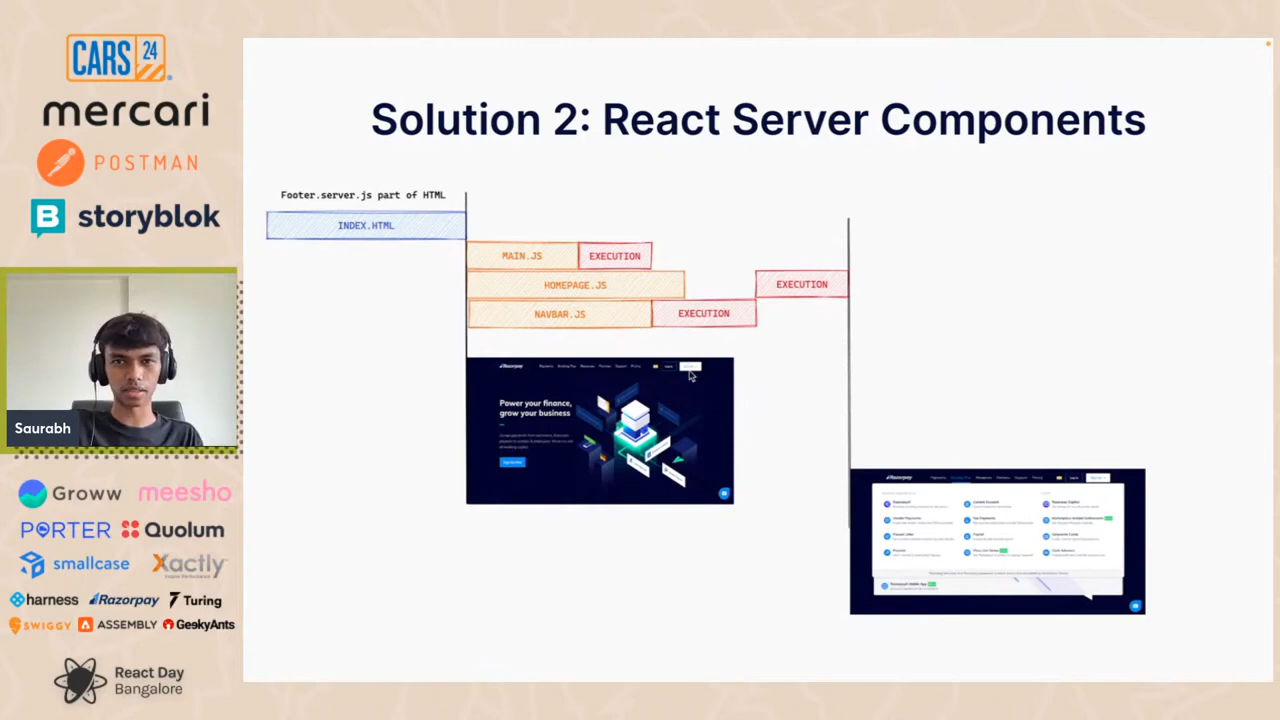 CARS 24
mercari
POSTMAN
storyblok
Saurabh
Groww meesho
PORTER Quolum
smallcase Xactly
harness Razorpay Turing
SWIGGY ASSEMBLY GeekyAnts
React Day
Bangalore
Solution 2: React Server Components
Footer.server.js part of HTML
INDEX.HTML
MAIN.JS EXECUTION
HOMEPAGE.JS EXECUTION
NAVBAR.JS EXECUTION
Razorpay
Power your finance,
grow your business
Razorpay